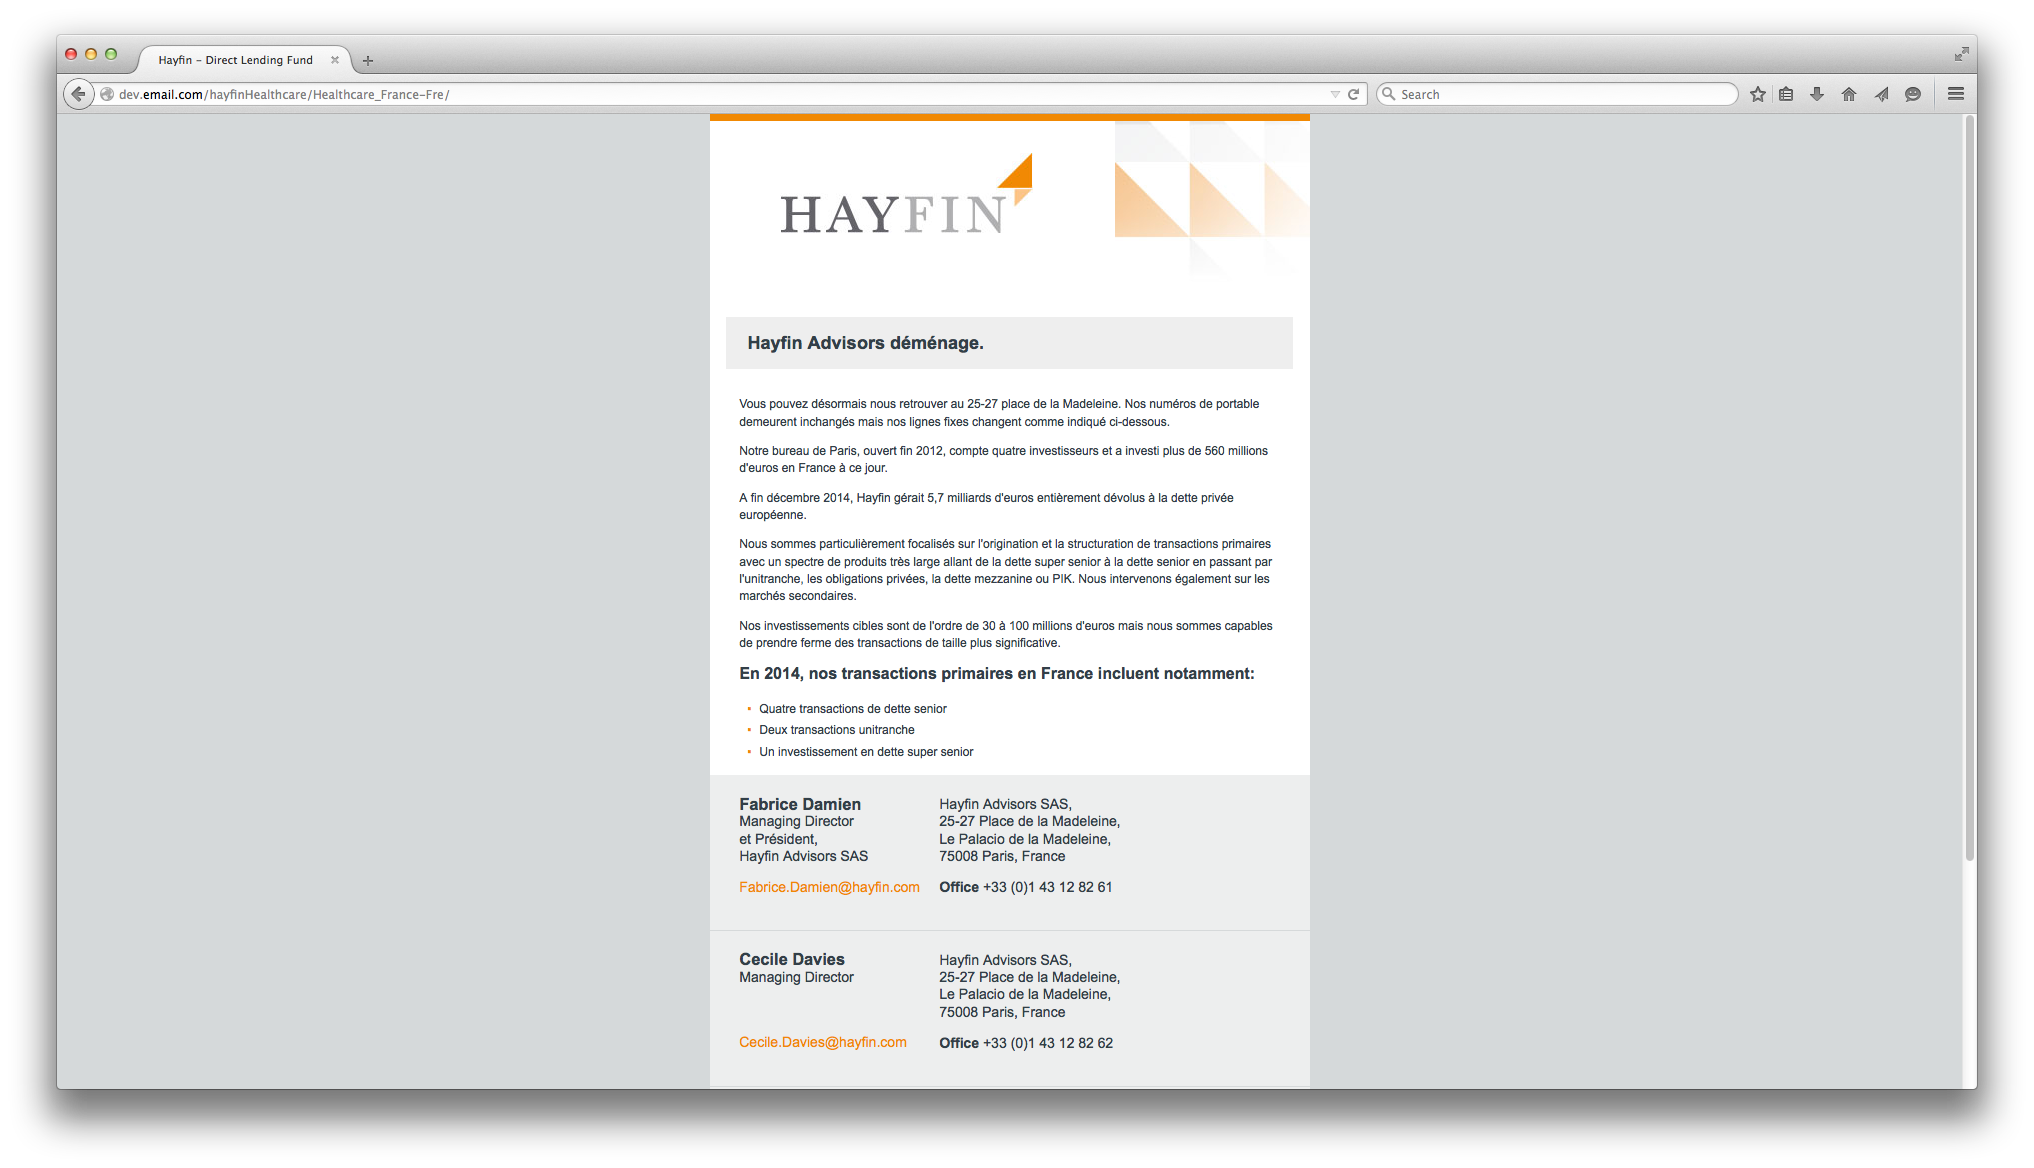 Hayfin – Direct Lending Fund
dev.email.com/hayfinHealthcare/Healthcare_France-Fre/
Search
HAYFIN
Hayfin Advisors déménage.
Vous pouvez désormais nous retrouver au 25-27 place de la Madeleine. Nos numéros de portable
demeurent inchangés mais nos lignes fixes changent comme indiqué ci-dessous.
Notre bureau de Paris, ouvert fin 2012, compte quatre investisseurs et a investi plus de 560 millions
d'euros en France à ce jour.
A fin décembre 2014, Hayfin gérait 5,7 milliards d'euros entièrement dévolus à la dette privée
européenne.
Nous sommes particulièrement focalisés sur l'origination et la structuration de transactions primaires
avec un spectre de produits très large allant de la dette super senior à la dette senior en passant par
l'unitranche, les obligations privées, la dette mezzanine ou PIK. Nous intervenons également sur les
marchés secondaires.
Nos investissements cibles sont de l'ordre de 30 à 100 millions d'euros mais nous sommes capables
de prendre ferme des transactions de taille plus significative.
En 2014, nos transactions primaires en France incluent notamment:
Quatre transactions de dette senior
Deux transactions unitranche
Un investissement en dette super senior
Fabrice Damien
Managing Director
et Président,
Hayfin Advisors SAS
Fabrice.Damien@hayfin.com
Hayfin Advisors SAS,
25-27 Place de la Madeleine,
Le Palacio de la Madeleine,
75008 Paris, France
Office +33 (0)1 43 12 82 61
Cecile Davies
Managing Director
Cecile.Davies@hayfin.com
Hayfin Advisors SAS,
25-27 Place de la Madeleine,
Le Palacio de la Madeleine,
75008 Paris, France
Office +33 (0)1 43 12 82 62